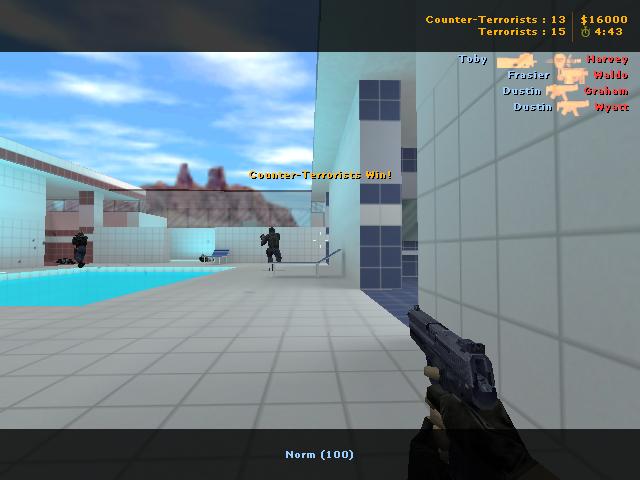 Counter-Terrorists : 13 $16000
Terrorists : 15 4:43
Toby Harvey
Frasier Waldo
Dustin Graham
Dustin Wyatt
Counter-Terrorists Win!
Norm (100)